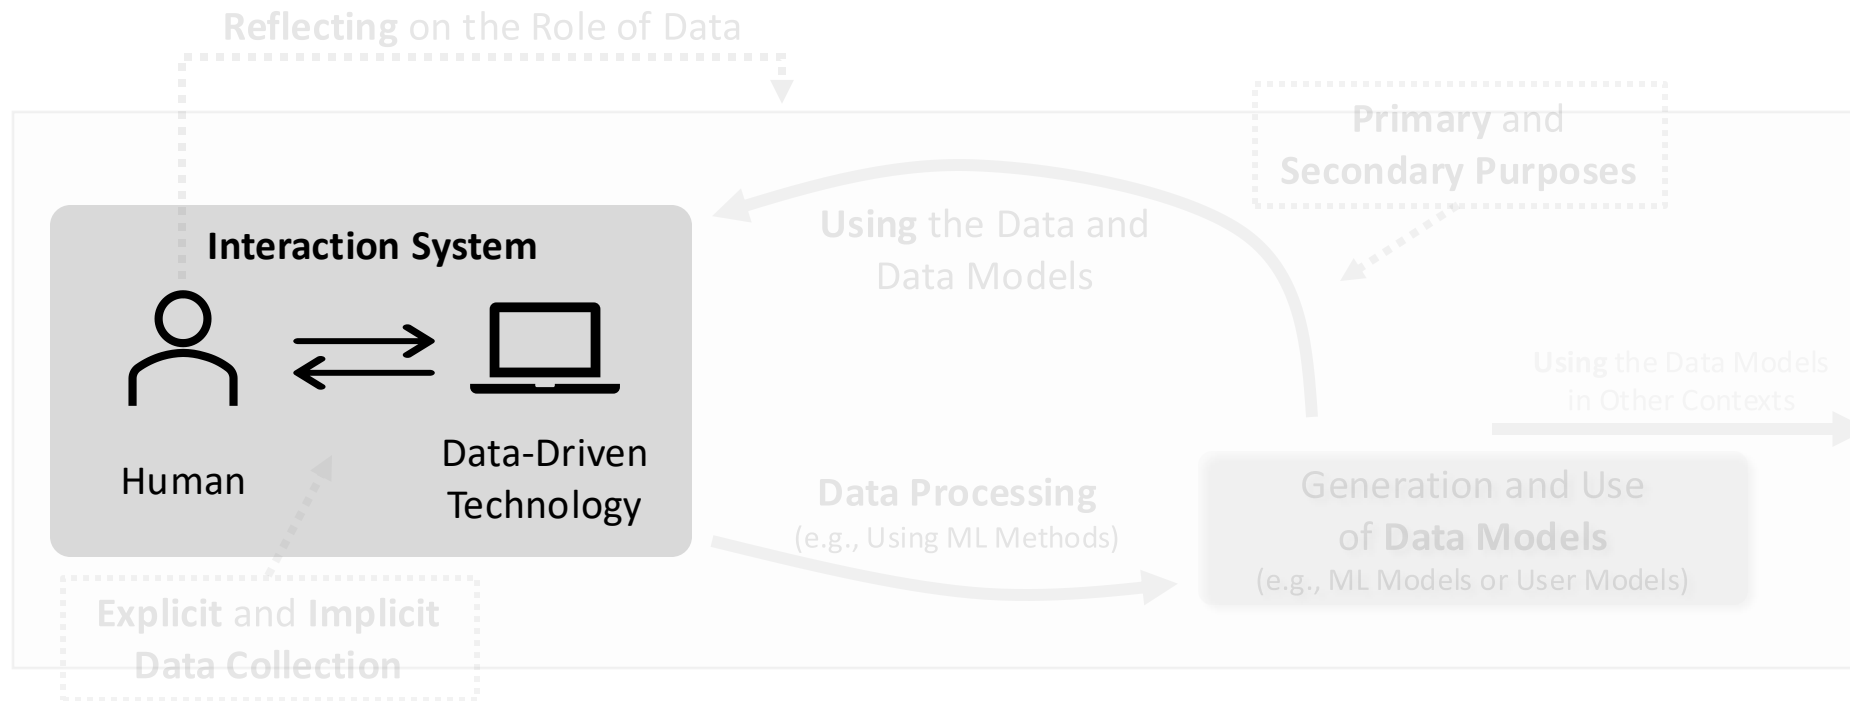 Reflecting on the Role of Data
Primary and
Secondary Purposes
Using the Data and
Data Models
Interaction System
Human
Data-Driven
Technology
Using the Data Models
in Other Contexts
Data Processing
(e.g., Using ML Methods)
Generation and Use
of Data Models
(e.g., ML Models or User Models)
Explicit and Implicit
Data Collection